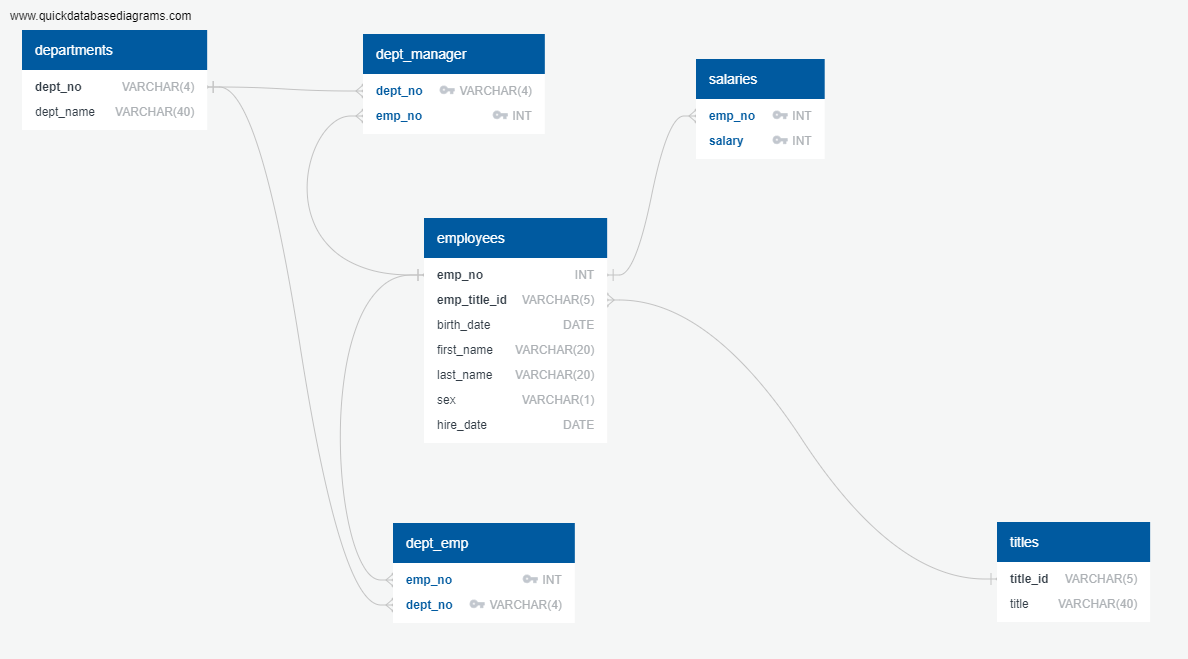 www.quickdatabasediagrams.com
departments
dept_no VARCHAR(4)
dept_name VARCHAR(40)
dept_manager
dept_no VARCHAR(4)
emp_no INT
salaries
emp_no INT
salary INT
employees
emp_no INT
emp_title_id VARCHAR(5)
birth_date DATE
first_name VARCHAR(20)
last_name VARCHAR(20)
sex VARCHAR(1)
hire_date DATE
dept_emp
emp_no INT
dept_no VARCHAR(4)
titles
title_id VARCHAR(5)
title VARCHAR(40)